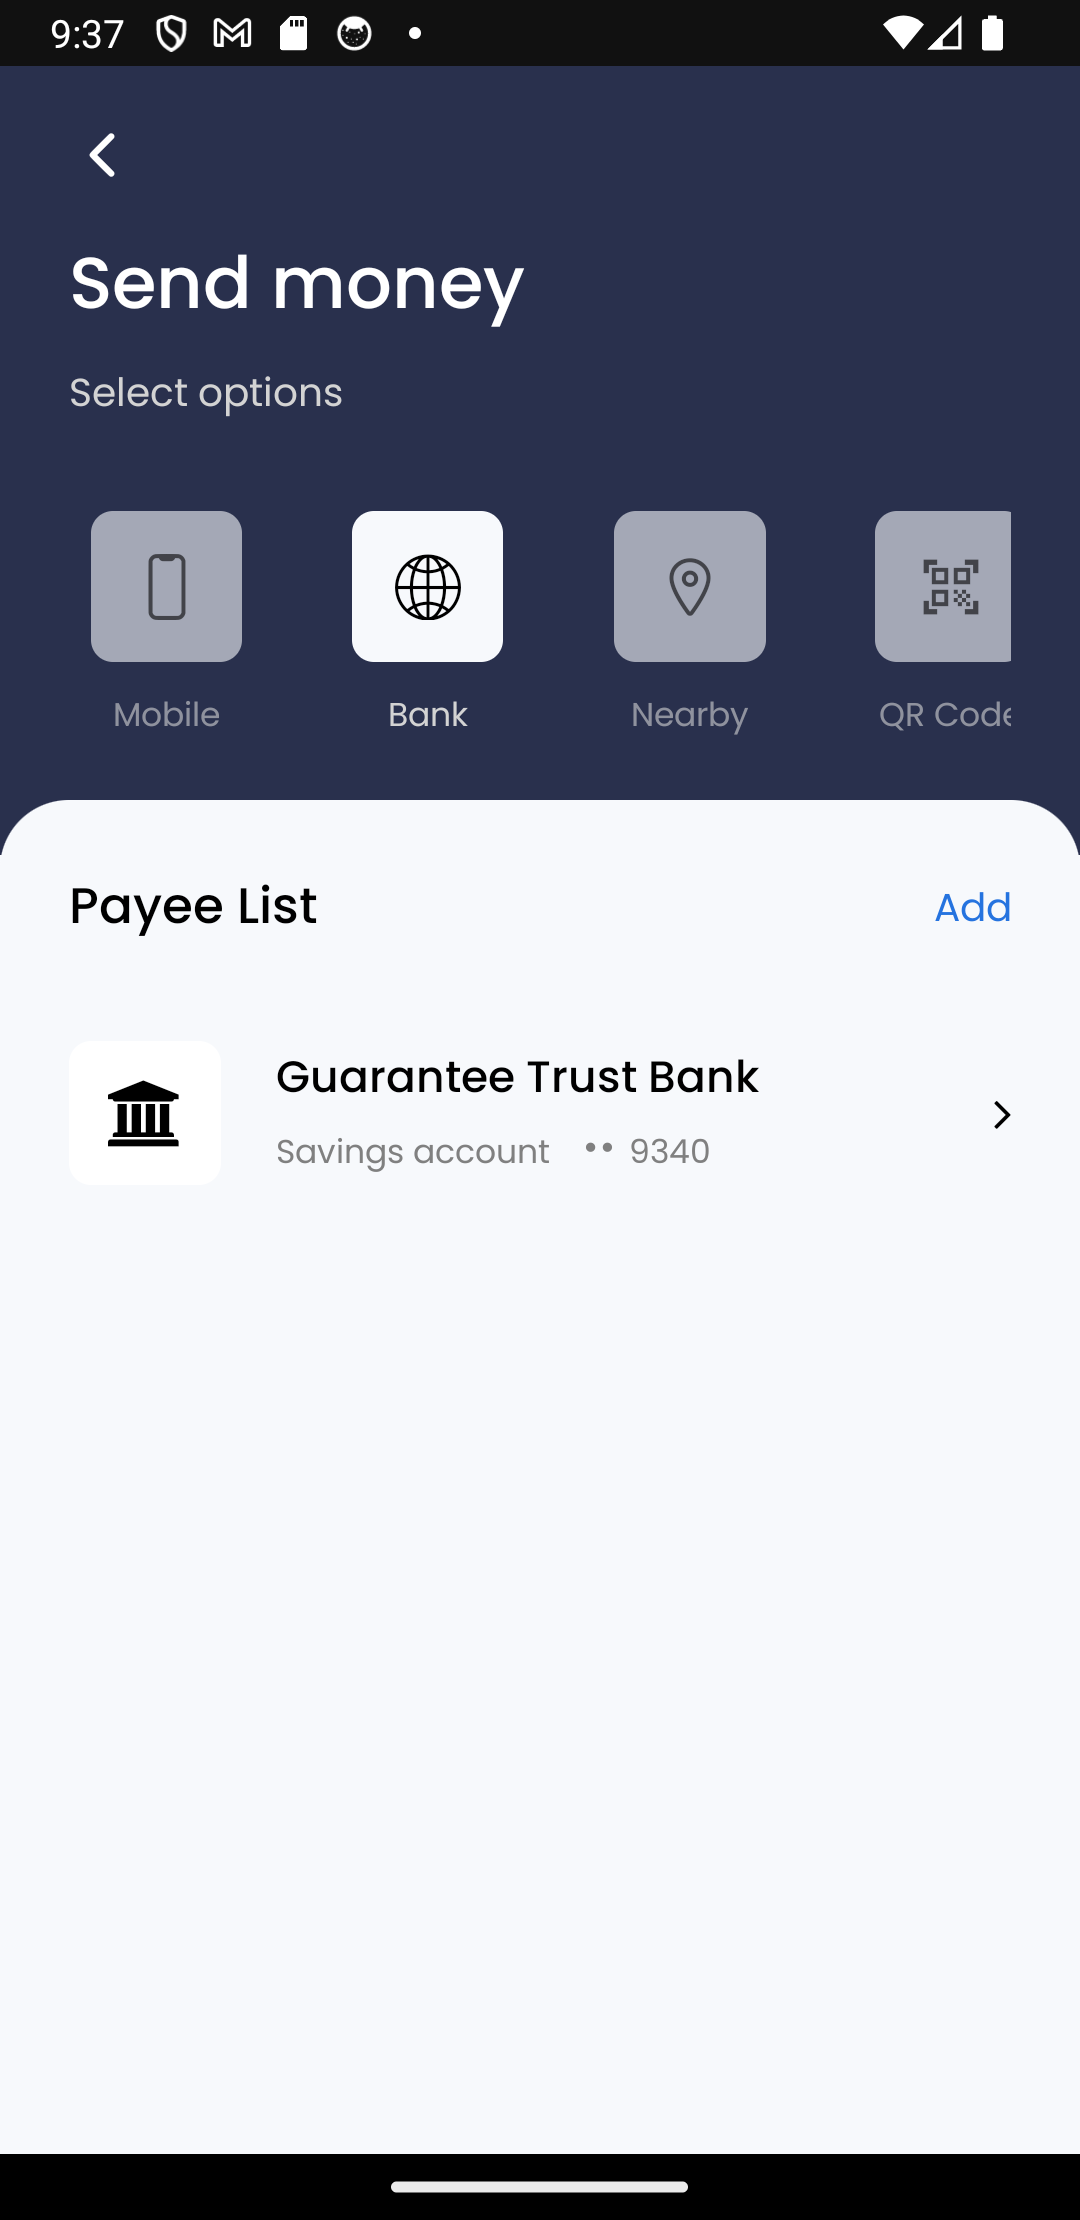 9:37
Send money
Select options
Mobile Bank Nearby QR Code
Payee List Add
Guarantee Trust Bank
Savings account •• 9340